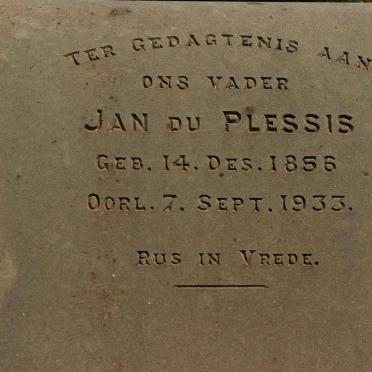 TER GEDAGTENIS AAN
ONS VADER
JAN DU PLESSIS
GEB. 14. DES. 1856
OORL. 7. SEPT. 1933.
RUS IN VREDE.